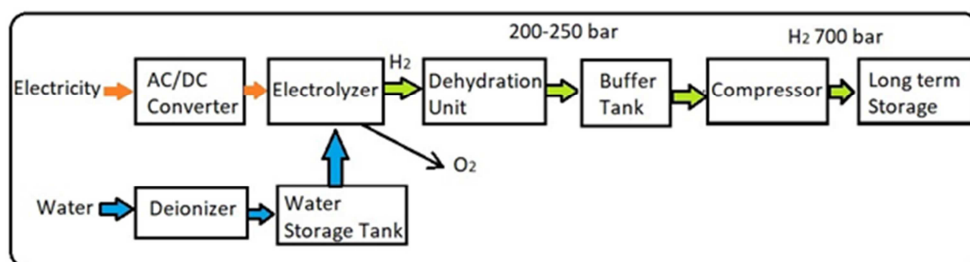 200-250 bar
H2 700 bar
Electricity
AC/DC
Converter
Electrolyzer
H2
Dehydration
Unit
Buffer
Tank
Compressor
Long term
Storage
O2
Water
Deionizer
Water
Storage Tank